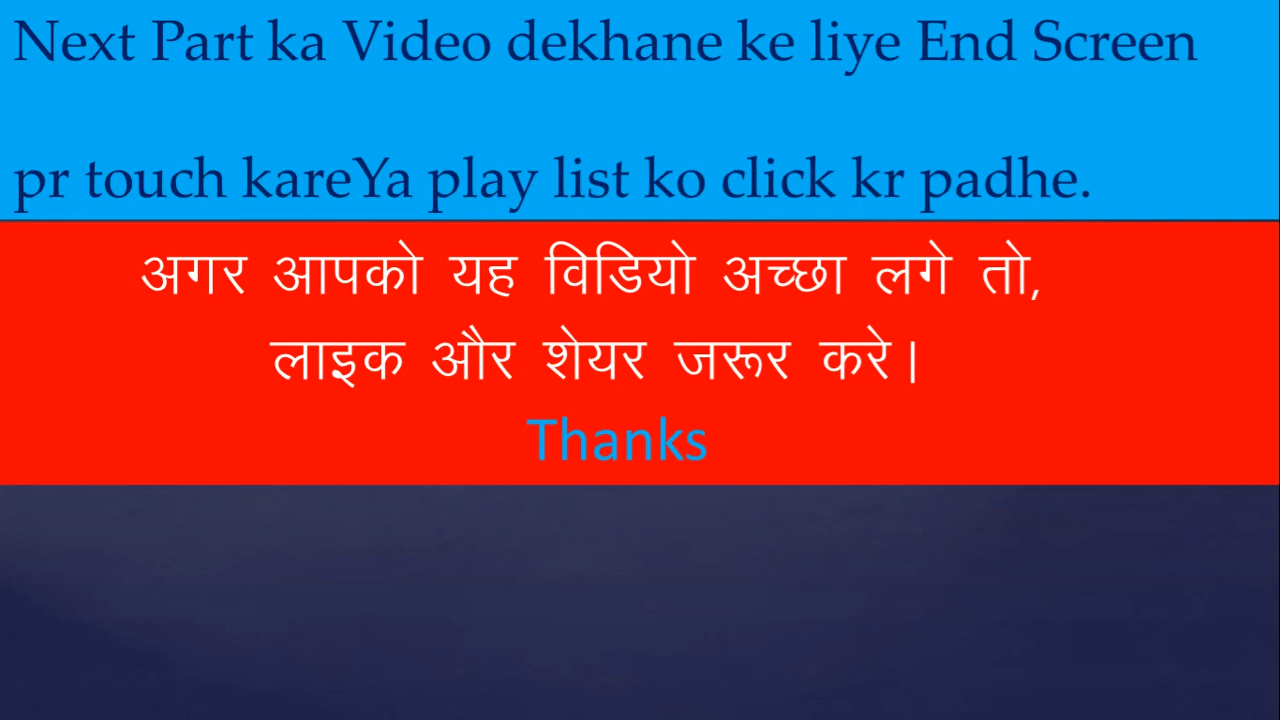 Next Part ka Video dekhane ke liye End Screen
pr touch kareYa play list ko click kr padhe.
अगर आपको यह विडियो अच्छा लगे तो,
लाइक और शेयर जरूर करे।
Thanks